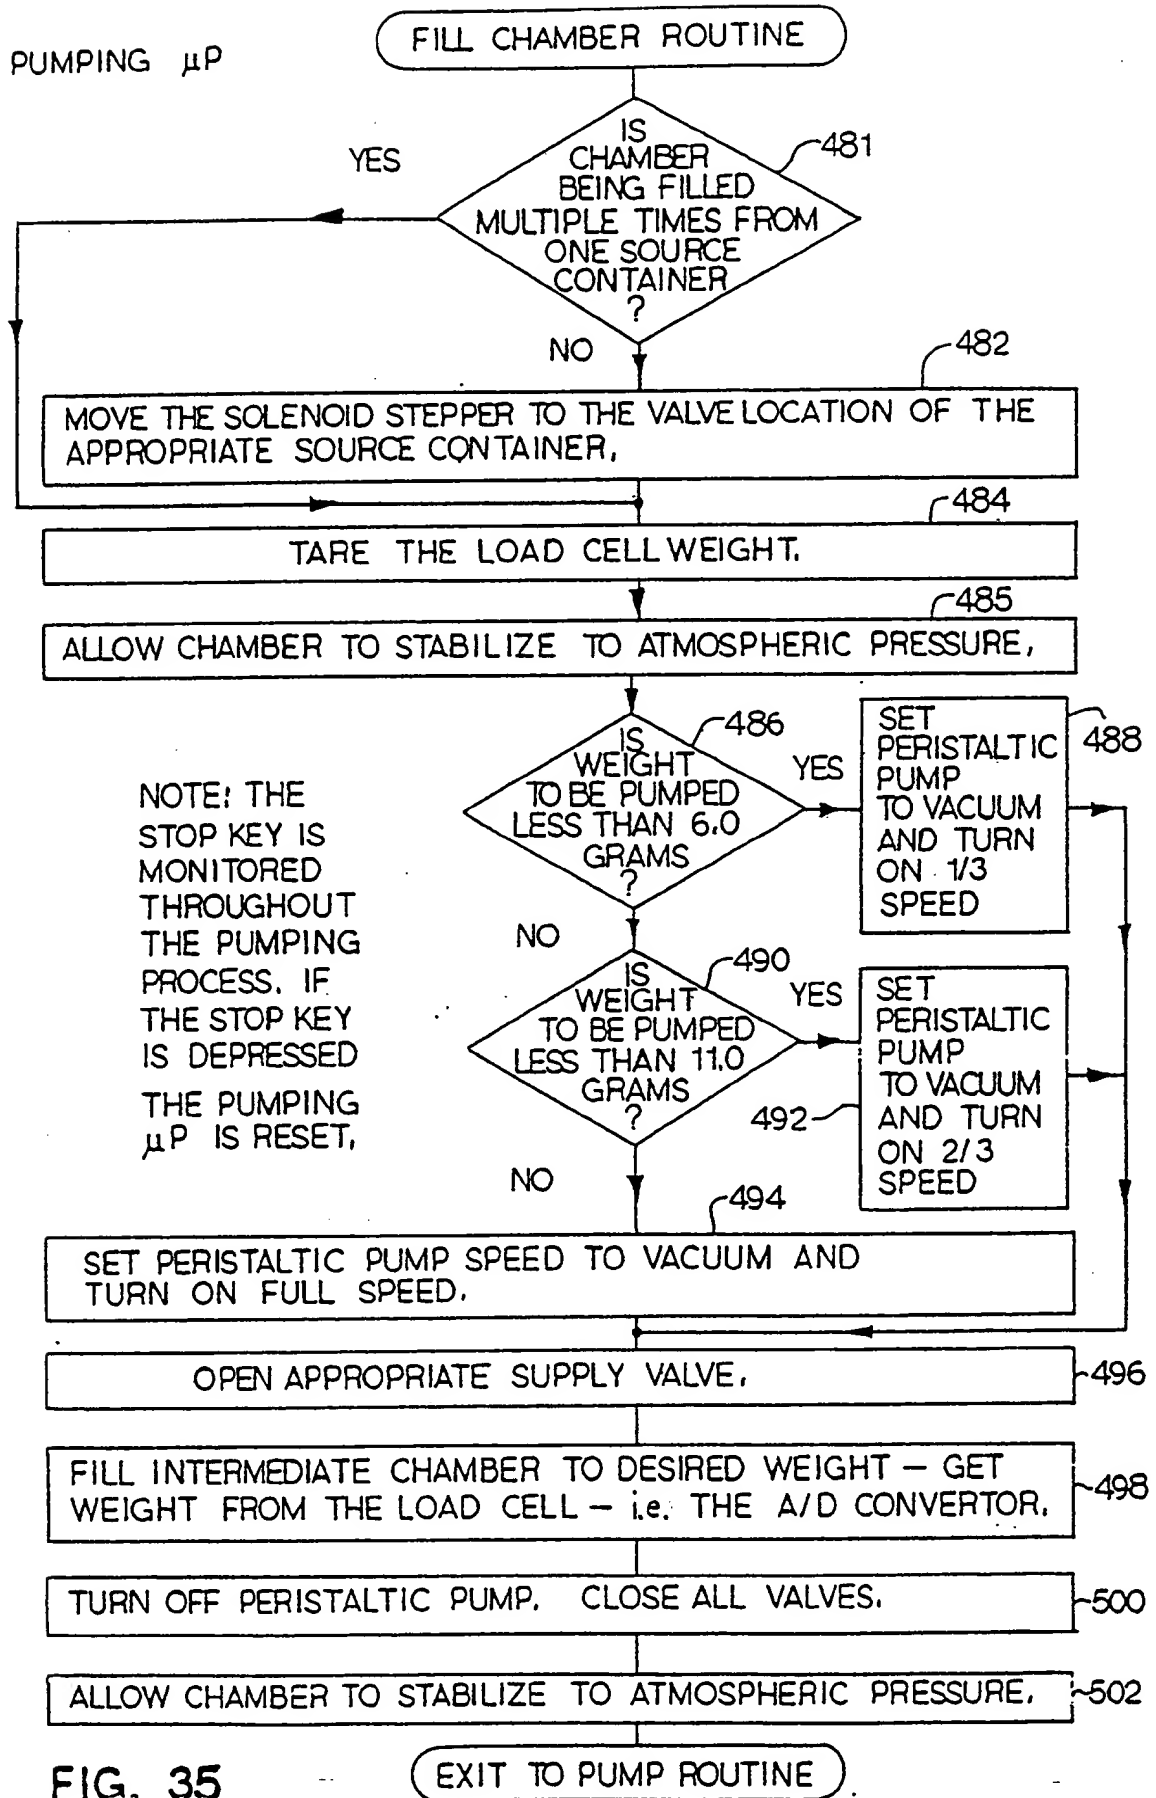 PUMPING μP
FILL CHAMBER ROUTINE
IS
CHAMBER
BEING FILLED
MULTIPLE TIMES FROM
ONE SOURCE
CONTAINER
?
481
YES
NO
482
MOVE THE SOLENOID STEPPER TO THE VALVE LOCATION OF THE
APPROPRIATE SOURCE CONTAINER.
484
TARE THE LOAD CELL WEIGHT.
485
ALLOW CHAMBER TO STABILIZE TO ATMOSPHERIC PRESSURE.
486
IS
WEIGHT
TO BE PUMPED
LESS THAN 6.0
GRAMS
?
YES
SET
PERISTALTIC
PUMP
TO VACUUM
AND TURN
ON 1/3
SPEED
488
NO
NOTE: THE
STOP KEY IS
MONITORED
THROUGHOUT
THE PUMPING
PROCESS. IF
THE STOP KEY
IS DEPRESSED
THE PUMPING
μP IS RESET.
490
IS
WEIGHT
TO BE PUMPED
LESS THAN 11.0
GRAMS
?
YES
SET
PERISTALTIC
PUMP
TO VACUUM
AND TURN
ON 2/3
SPEED
492
NO
494
SET PERISTALTIC PUMP SPEED TO VACUUM AND
TURN ON FULL SPEED.
OPEN APPROPRIATE SUPPLY VALVE.
496
FILL INTERMEDIATE CHAMBER TO DESIRED WEIGHT – GET
WEIGHT FROM THE LOAD CELL – i.e. THE A/D CONVERTOR.
498
TURN OFF PERISTALTIC PUMP. CLOSE ALL VALVES.
500
ALLOW CHAMBER TO STABILIZE TO ATMOSPHERIC PRESSURE.
502
EXIT TO PUMP ROUTINE
FIG. 35